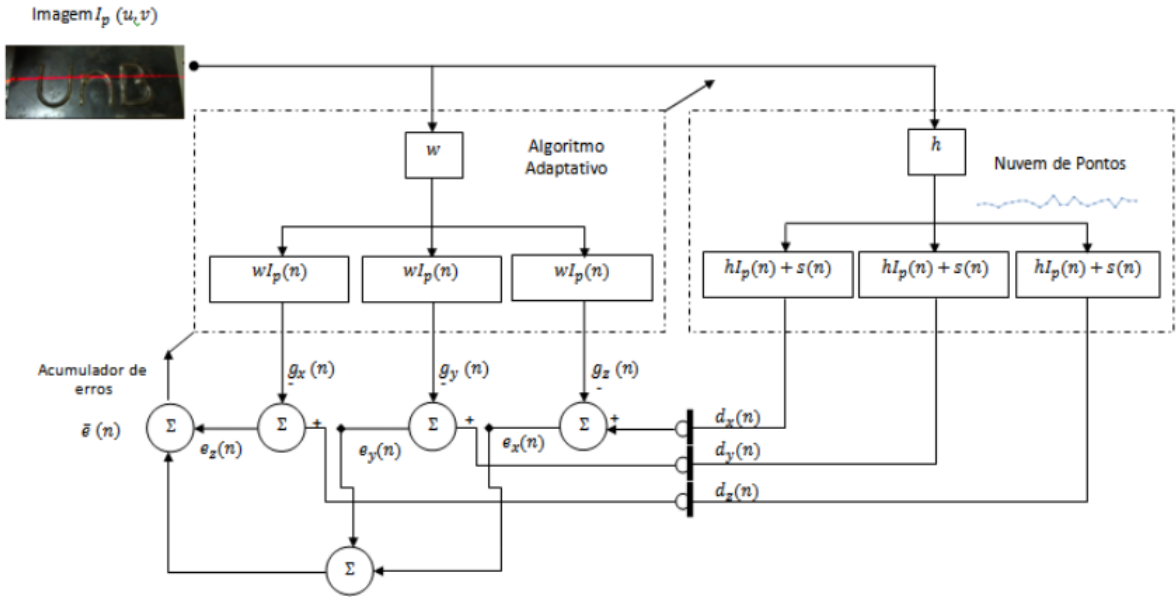 Imagem I_p (u,v)
UnB
w
Algoritmo
Adaptativo
h
Nuvem de Pontos
wI_p(n)
wI_p(n)
wI_p(n)
hI_p(n) + s(n)
hI_p(n) + s(n)
hI_p(n) + s(n)
Acumulador de
erros
ē (n)
g_x (n)
g_y (n)
g_z (n)
-
-
-
Σ
Σ
Σ
Σ
+
+
+
e_z(n)
e_y(n)
e_x(n)
d_x(n)
d_y(n)
d_z(n)
Σ